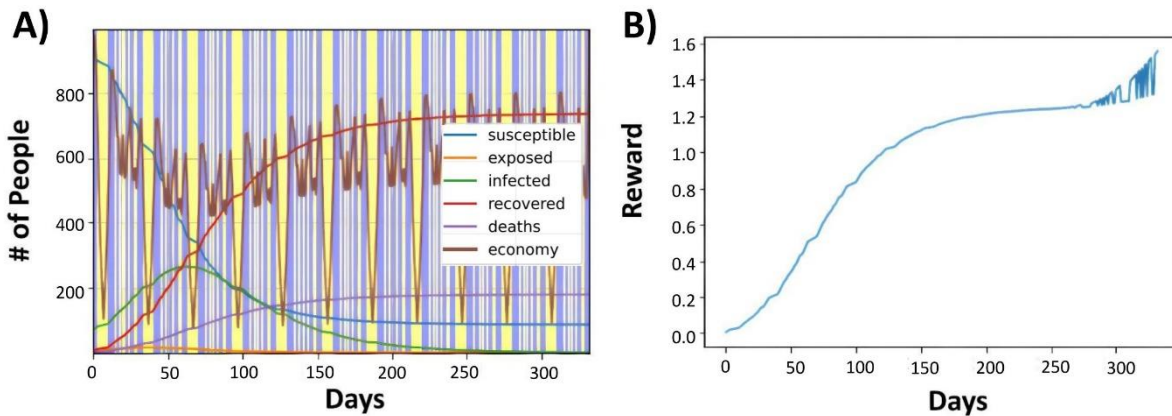 A)
# of People
800
600
400
200
0
50
100
150
200
250
300
Days
susceptible
exposed
infected
recovered
deaths
economy
B)
Reward
1.6
1.4
1.2
1.0
0.8
0.6
0.4
0.2
0.0
0
50
100
150
200
250
300
Days